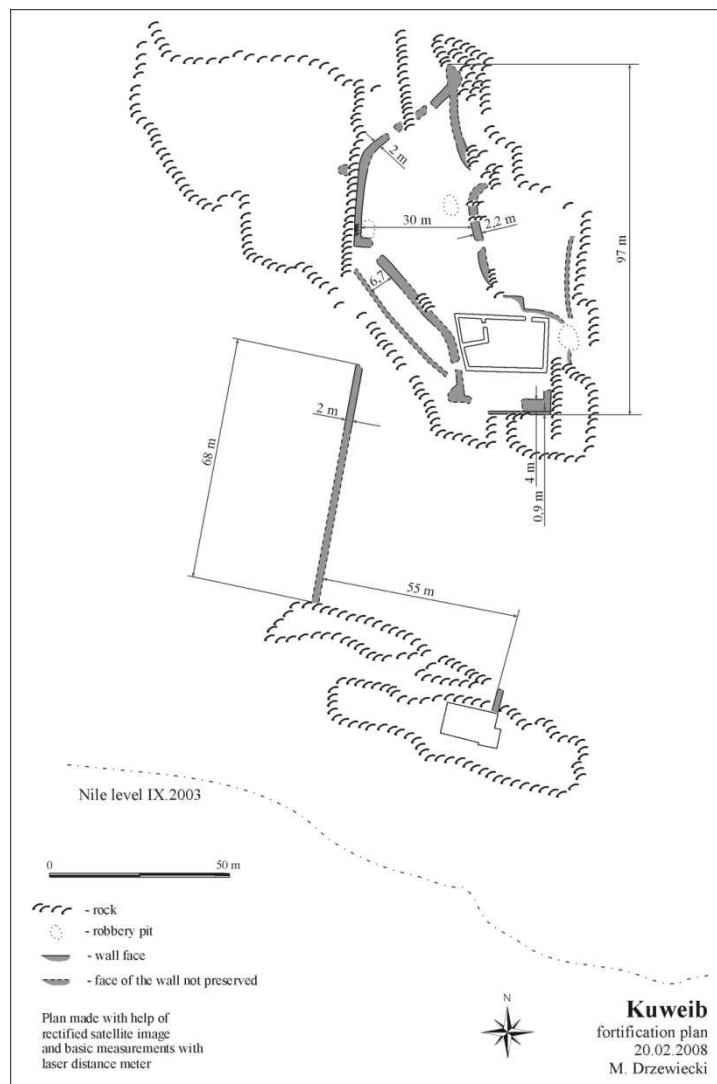 2 m
30 m
2,2 m
97 m
6,7
68 m
2 m
4 m
0,9 m
55 m
Nile level IX.2003
0 50 m
- rock
- robbery pit
- wall face
- face of the wall not preserved
Plan made with help of
rectified satellite image
and basic measurements with
laser distance meter
N
Kuweib
fortification plan
20.02.2008
M. Drzewiecki